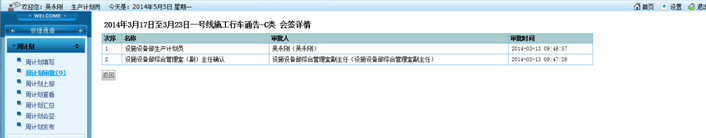 欢迎您：吴永刚 生产计划岗 今天是：2014年5月5日 星期一
首页 设置 退出
WELCOME
快捷通道
周计划
周计划填写
周计划审批(9)
周计划上报
周计划查看
周计划汇总
周计划会签
周计划发布
2014年3月17日至3月23日一号线施工行车通告-C类 会签详情
次序 名称 审批人 审批时间
1 设施设备部生产计划员 吴永刚（吴永刚） 2014-03-13 09:46:57
2 设施设备部综合管理室（副）主任确认 设施设备部综合管理室副主任（设施设备部综合管理室副主任） 2014-03-13 09:47:26
返回